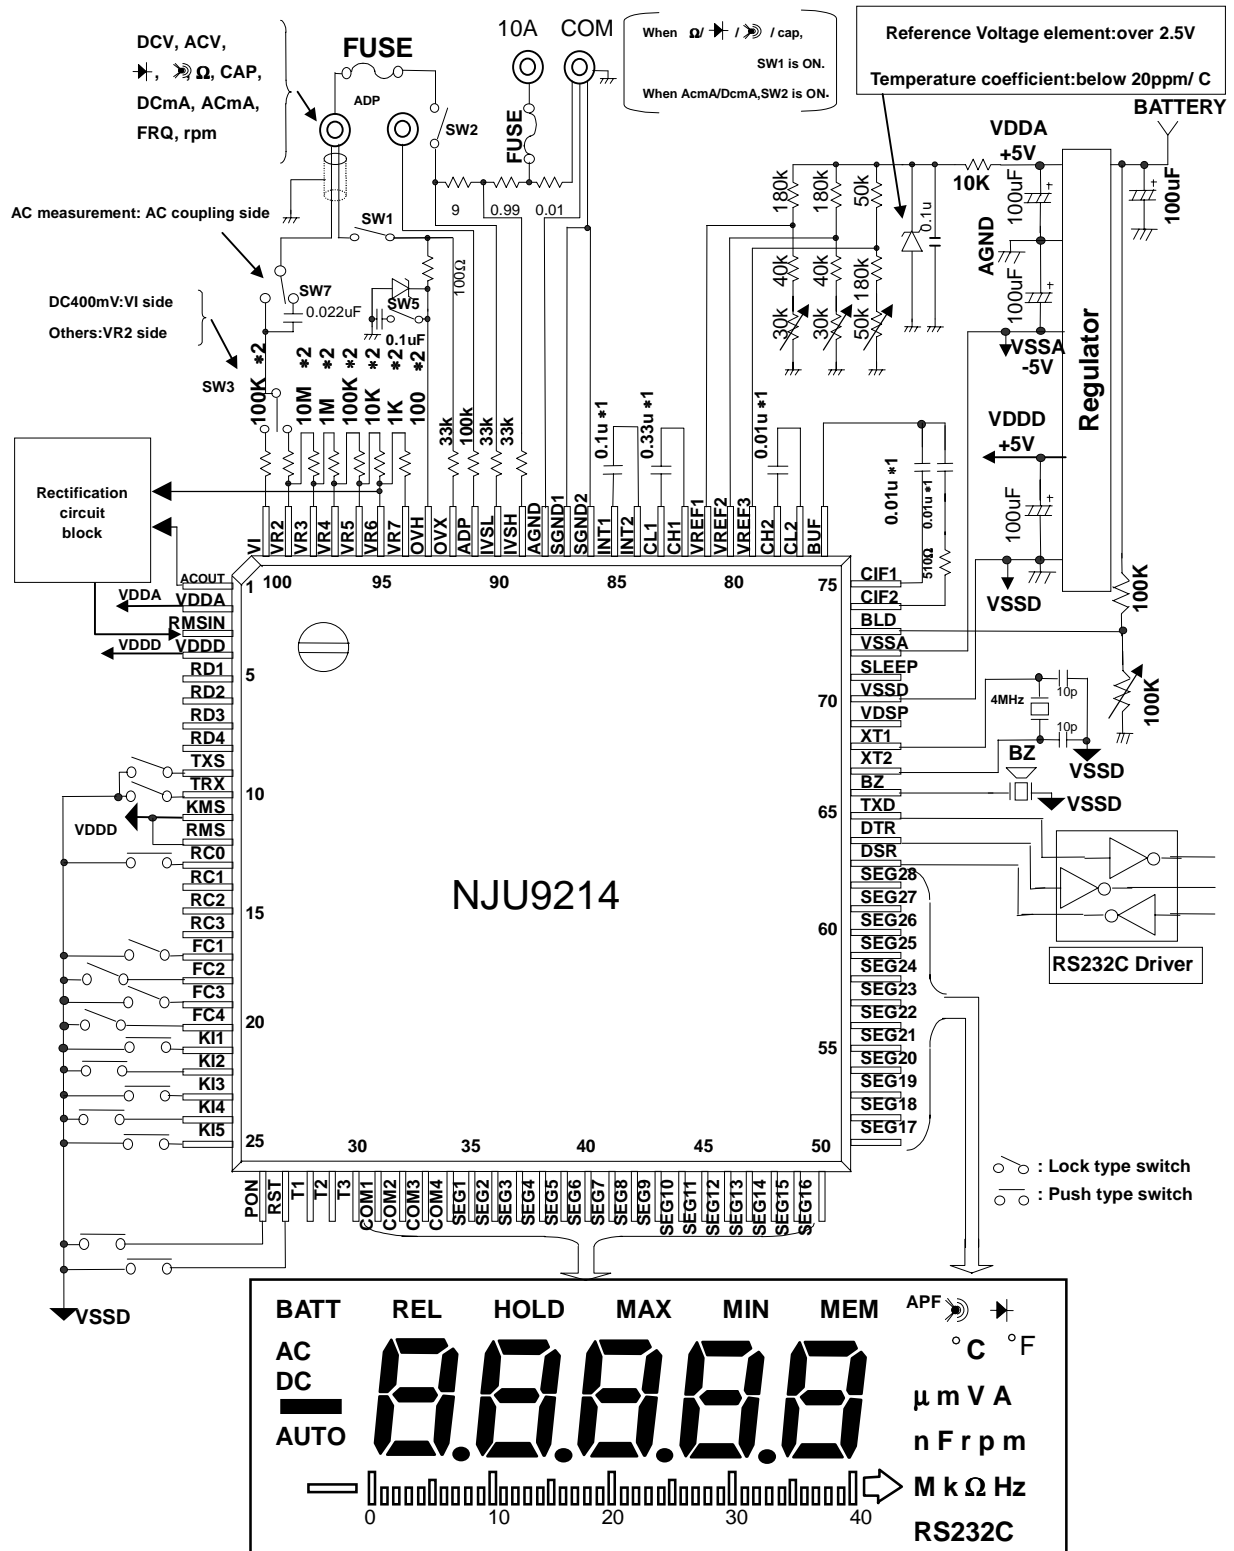 DCV, ACV,
Ω, CAP,
DCmA, ACmA,
FRQ, rpm
FUSE
ADP
SW2
10A COM
FUSE
When Ω/ / / cap,
SW1 is ON.
When AcmA/DcmA,SW2 is ON.
Reference Voltage element:over 2.5V
Temperature coefficient:below 20ppm/ C
BATTERY
VDDA
+5V
10K
100uF
100uF
AGND
100uF
VSSA
-5V
VDDD
+5V
100uF
VSSD
Regulator
180k
180k
50k
40k
40k
180k
30k
30k
50k
0.1u
9
0.99
0.01
AC measurement: AC coupling side
SW1
100Ω
SW7
0.022uF
SW5
0.1uF
DC400mV:VI side
Others:VR2 side
SW3
100K *2
10M *2
1M *2
100K *2
10K *2
1K *2
100 *2
33k
100k
33k
33k
0.1u *1
0.33u *1
0.01u *1
0.01u *1
0.01u *1
510Ω
100K
100K
Rectification
circuit
block
VI
VR2
VR3
VR4
VR5
VR6
VR7
OVH
OVX
ADP
IVSL
IVSH
AGND
SGND1
SGND2
INT1
INT2
CL1
CH1
VREF1
VREF2
VREF3
CH2
CL2
BUF
100
95
90
85
80
75
ACOUT
1
VDDA
VDDA
RMSIN
VDDD
VDDD
RD1
5
RD2
RD3
RD4
TXS
TRX
10
KMS
VDDD
RMS
RC0
RC1
RC2
15
RC3
FC1
FC2
FC3
FC4
20
KI1
KI2
KI3
KI4
KI5
25
NJU9214
CIF1
CIF2
BLD
VSSA
SLEEP
VSSD
70
VDSP
XT1
XT2
BZ
TXD
65
DTR
DSR
SEG28
SEG27
SEG26
60
SEG25
SEG24
SEG23
SEG22
SEG21
55
SEG20
SEG19
SEG18
SEG17
4MHz
10p
10p
VSSD
BZ
VSSD
RS232C Driver
30
35
40
45
50
PON
RST
T1
T2
T3
COM1
COM2
COM3
COM4
SEG1
SEG2
SEG3
SEG4
SEG5
SEG6
SEG7
SEG8
SEG9
SEG10
SEG11
SEG12
SEG13
SEG14
SEG15
SEG16
: Lock type switch
: Push type switch
VSSD
BATT REL HOLD MAX MIN MEM APF
AC
DC
AUTO
8.8.8.8.8
°C °F
µ m V A
n F r p m
M k Ω Hz
RS232C
0 10 20 30 40